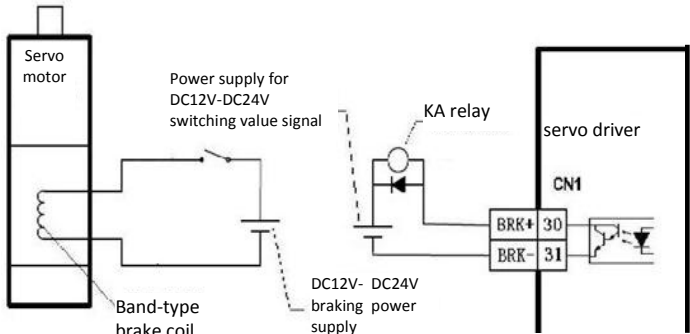 Servo
motor
Power supply for
DC12V-DC24V
switching value signal
KA relay
servo driver
CN1
BRK+ 30
BRK- 31
Band-type
brake coil
DC12V- DC24V
braking power
supply